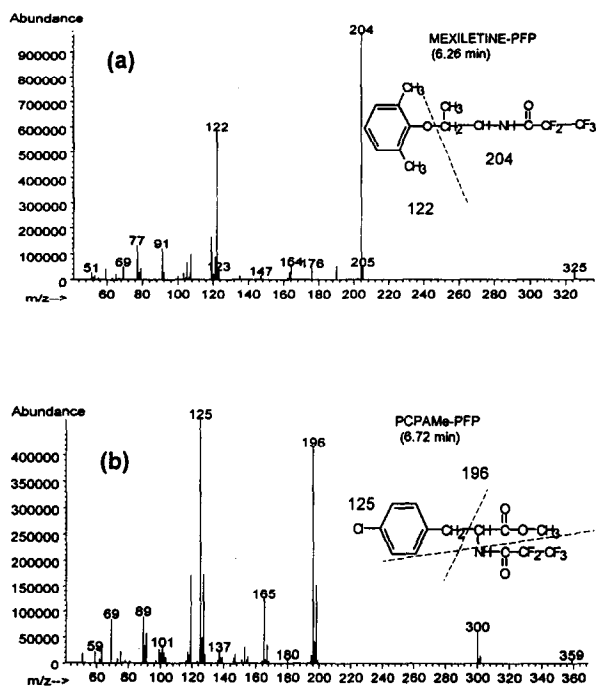 Abundance
204
MEXILETINE-PFP
(6.26 min)
(a)
900000
800000
700000
600000
500000
400000
300000
200000
100000
0
122
51
69
77
91
123
147
164
176
205
325
CH3
CH3
O
O
CH2
CH
NH
C
CF2
CF3
CH3
204
122
m/z-->
60 80 100 120 140 160 180 200 220 240 260 280 300 320
Abundance
125
196
PCPAMe-PFP
(6.72 min)
(b)
400000
350000
300000
250000
200000
150000
100000
50000
0
59
69
89
101
137
165
180
300
359
196
125
O
Cl
CH2
CH
C
O
CH3
NH
C
CF2
CF3
O
m/z-->
60 80 100 120 140 160 180 200 220 240 260 280 300 320 340 360